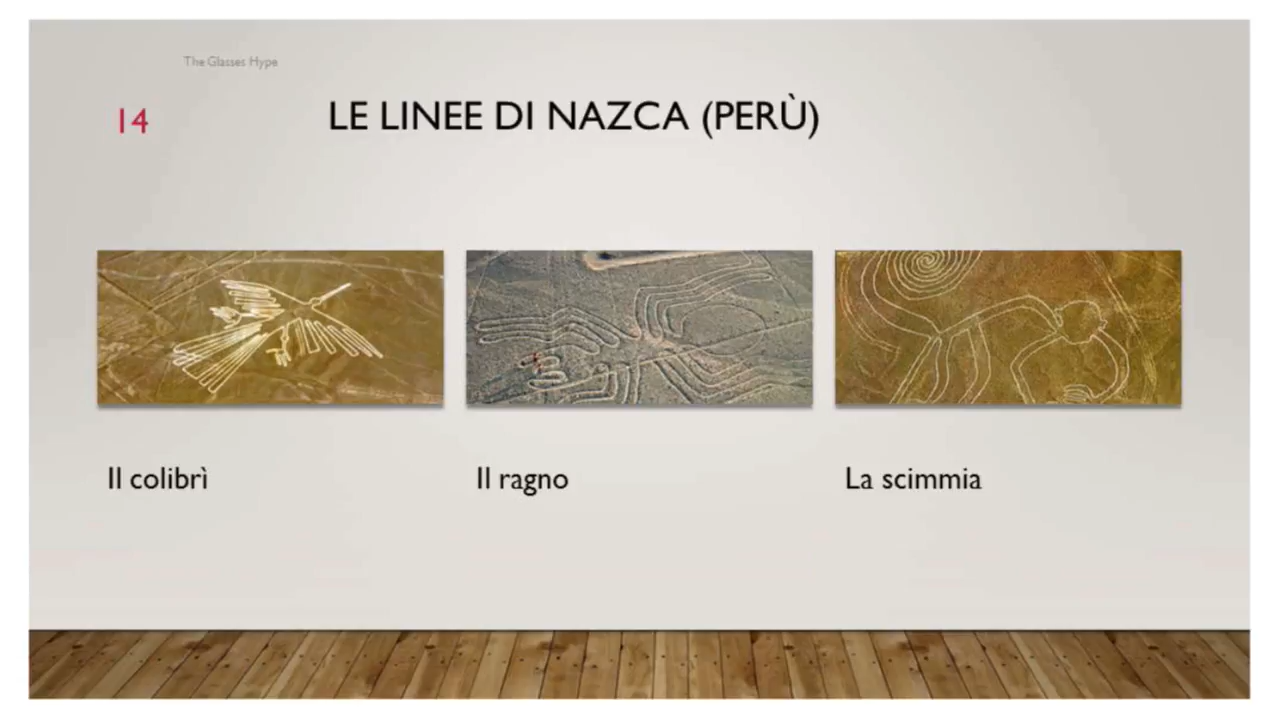 The Glasses Hype
14
LE LINEE DI NAZCA (PERÙ)
Il colibrì
Il ragno
La scimmia